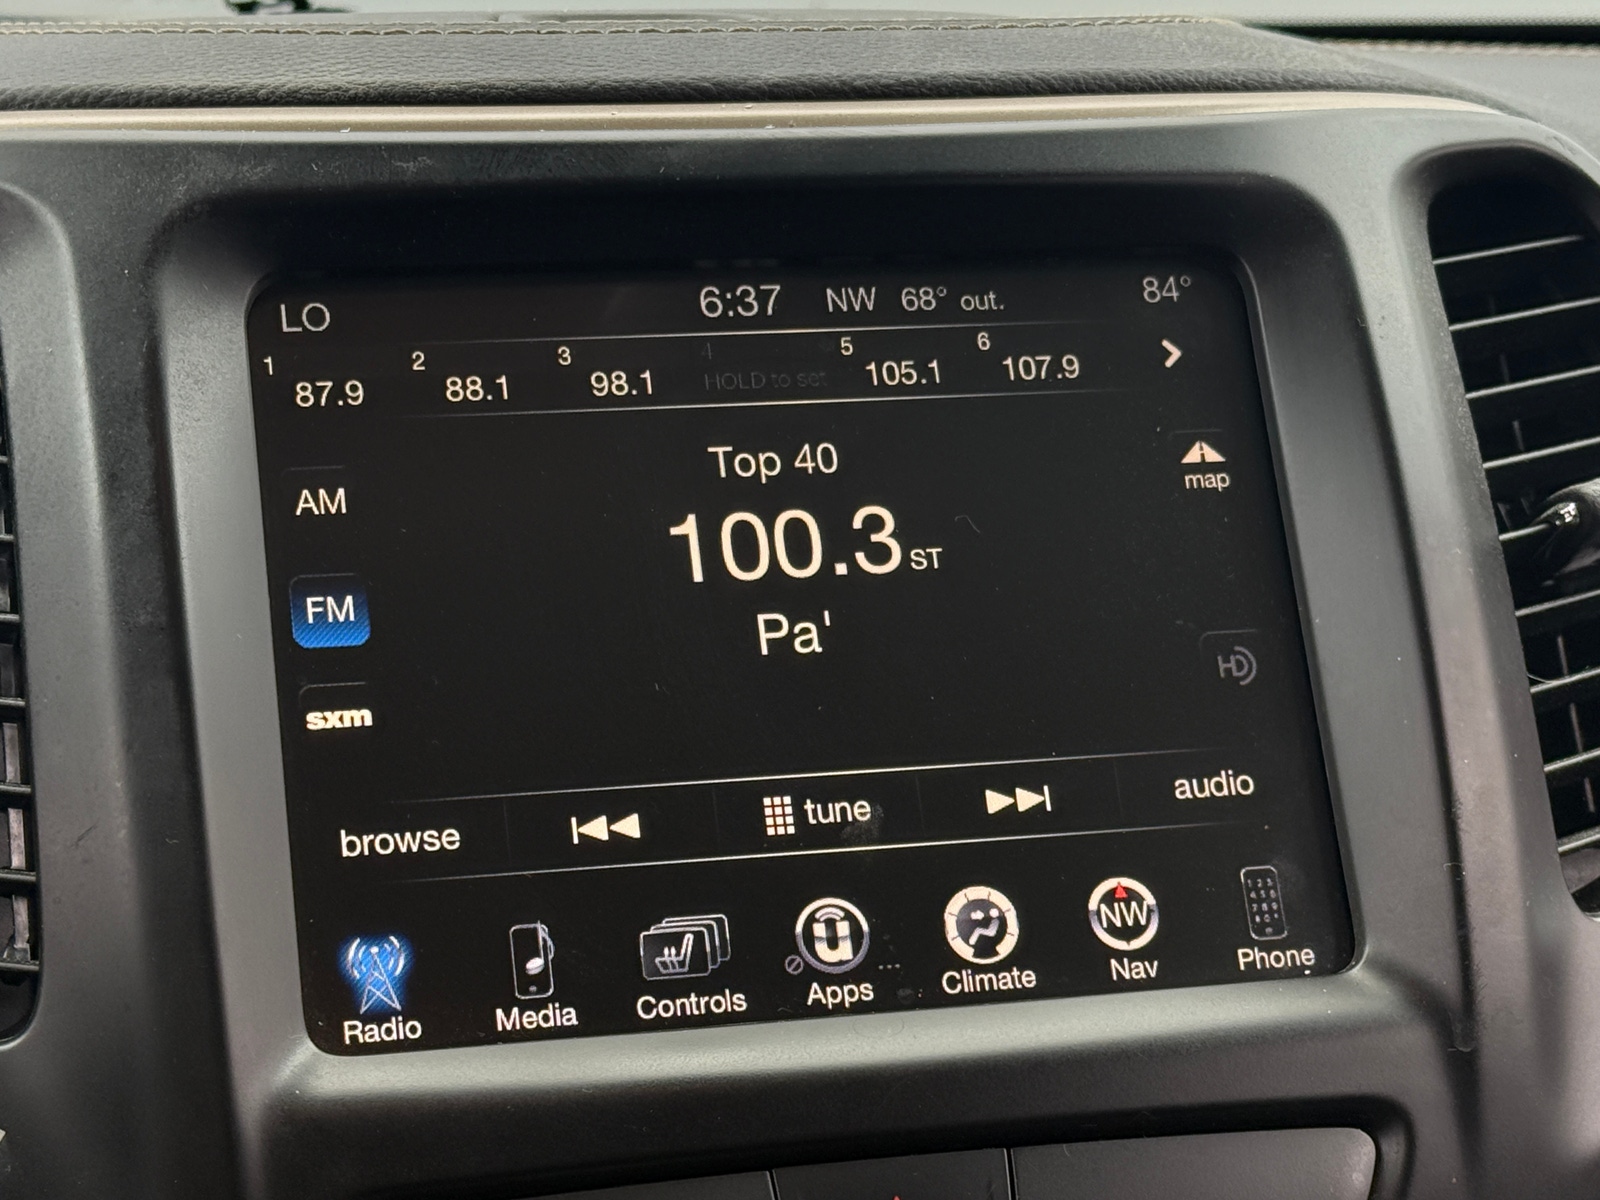 LO 6:37 NW 68° out. 84°
1 87.9 2 88.1 3 98.1 4 HOLD to set 5 105.1 6 107.9
Top 40
map
AM
100.3 ST
FM
Pa'
HD
sxm
browse tune audio
Radio Media Controls Apps Climate NW Nav Phone